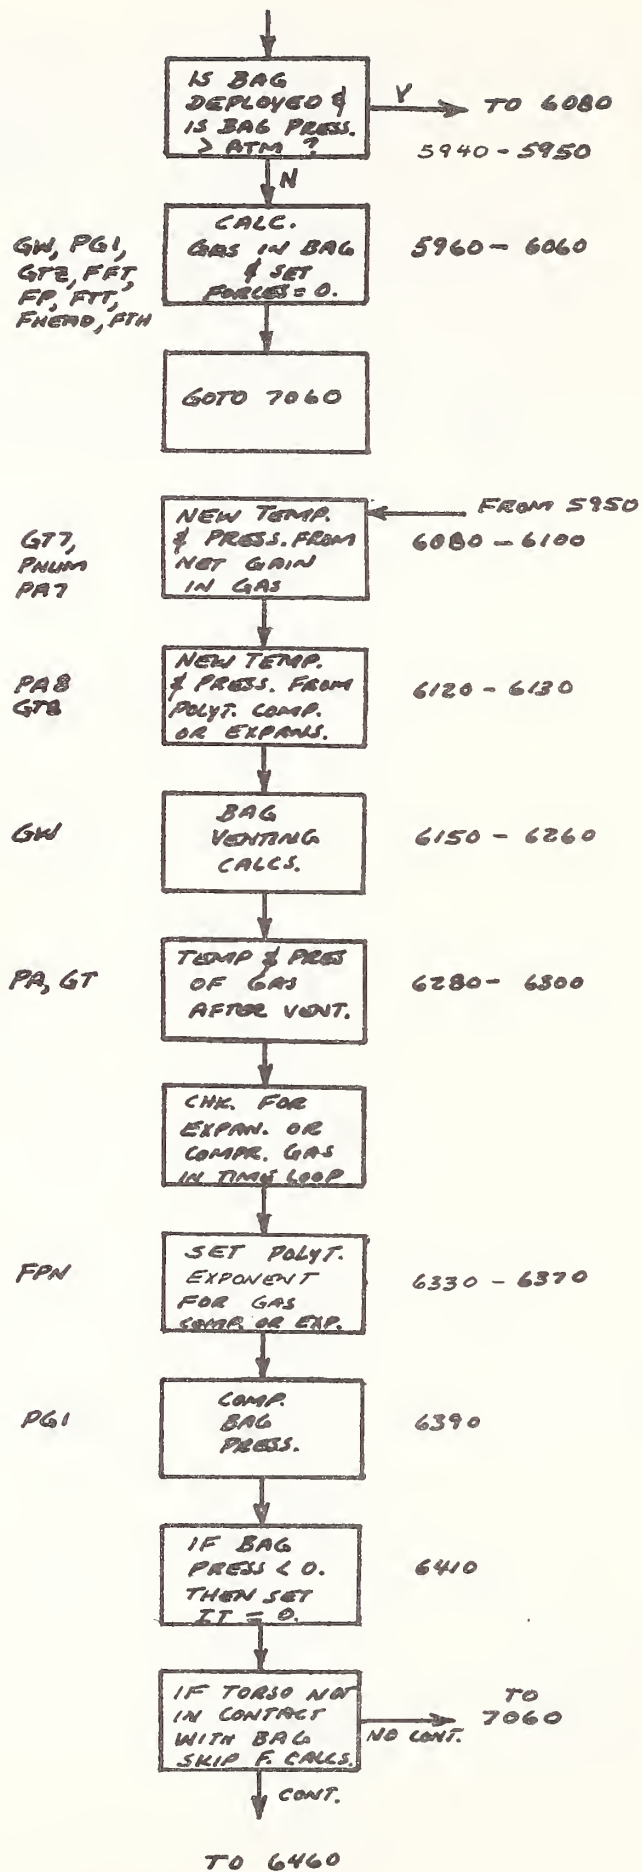 IS BAG
DEPLOYED &
IS BAG PRESS.
> ATM ?
Y
TO 6080
5940-5950
N
GW, PG1,
GTZ, FFT,
FP, FTT,
FHEAD, FTH
CALC.
GAS IN BAG
& SET
FORCES = 0.
5960 - 6060
GOTO 7060
FROM 5950
GT7,
PNUM
PA7
NEW TEMP.
& PRESS. FROM
NET GAIN
IN GAS
6080 - 6100
PA8
GT8
NEW TEMP.
& PRESS. FROM
POLYT. COMP.
OR EXPANS.
6120 - 6130
GW
BAG
VENTING
CALCS.
6150 - 6260
PA, GT
TEMP & PRES
OF GAS
AFTER VENT.
6280 - 6300
CHK. FOR
EXPAN. OR
COMPR. GAS
IN TIME LOOP
FPN
SET POLYT.
EXPONENT
FOR GAS
COMP. OR EXP.
6330 - 6370
PG1
COMP.
BAG
PRESS.
6390
IF BAG
PRESS < 0.
THEN SET
IT = 0.
6410
IF TORSO NOT
IN CONTACT
WITH BAG
SKIP F. CALCS.
NO CONT.
TO
7060
CONT.
TO 6460